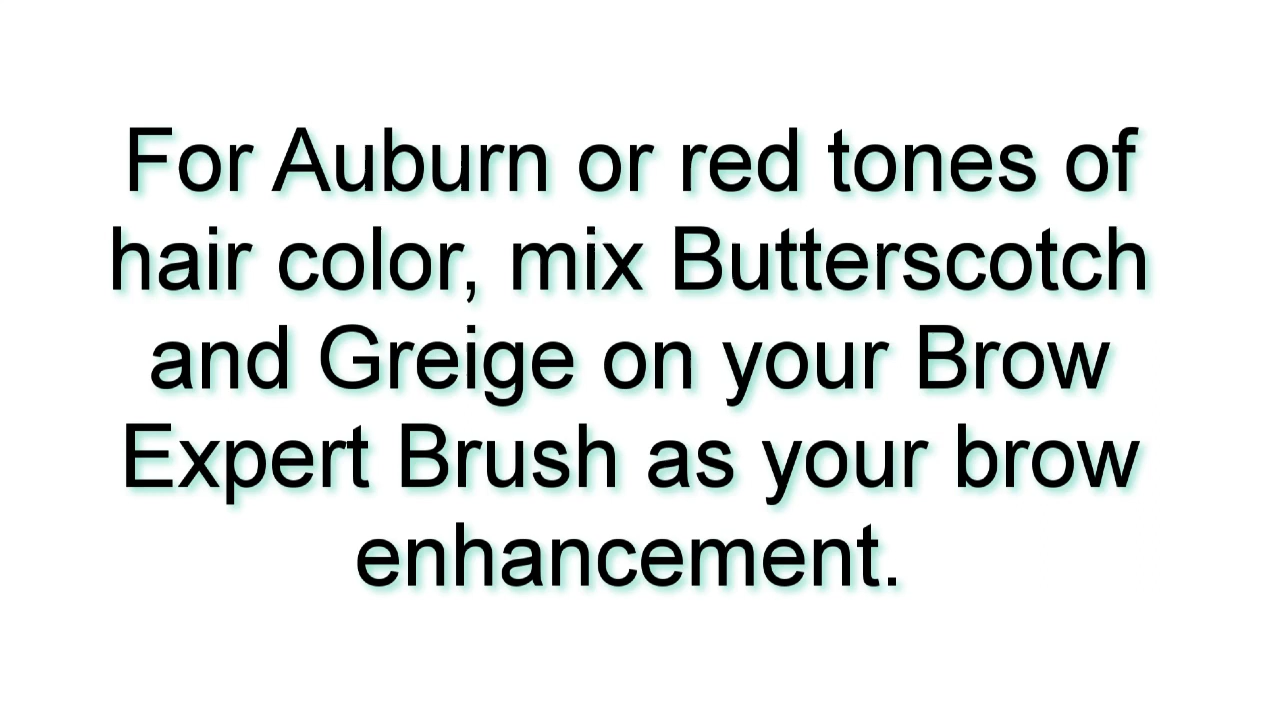 For Auburn or red tones of
hair color, mix Butterscotch
and Greige on your Brow
Expert Brush as your brow
enhancement.